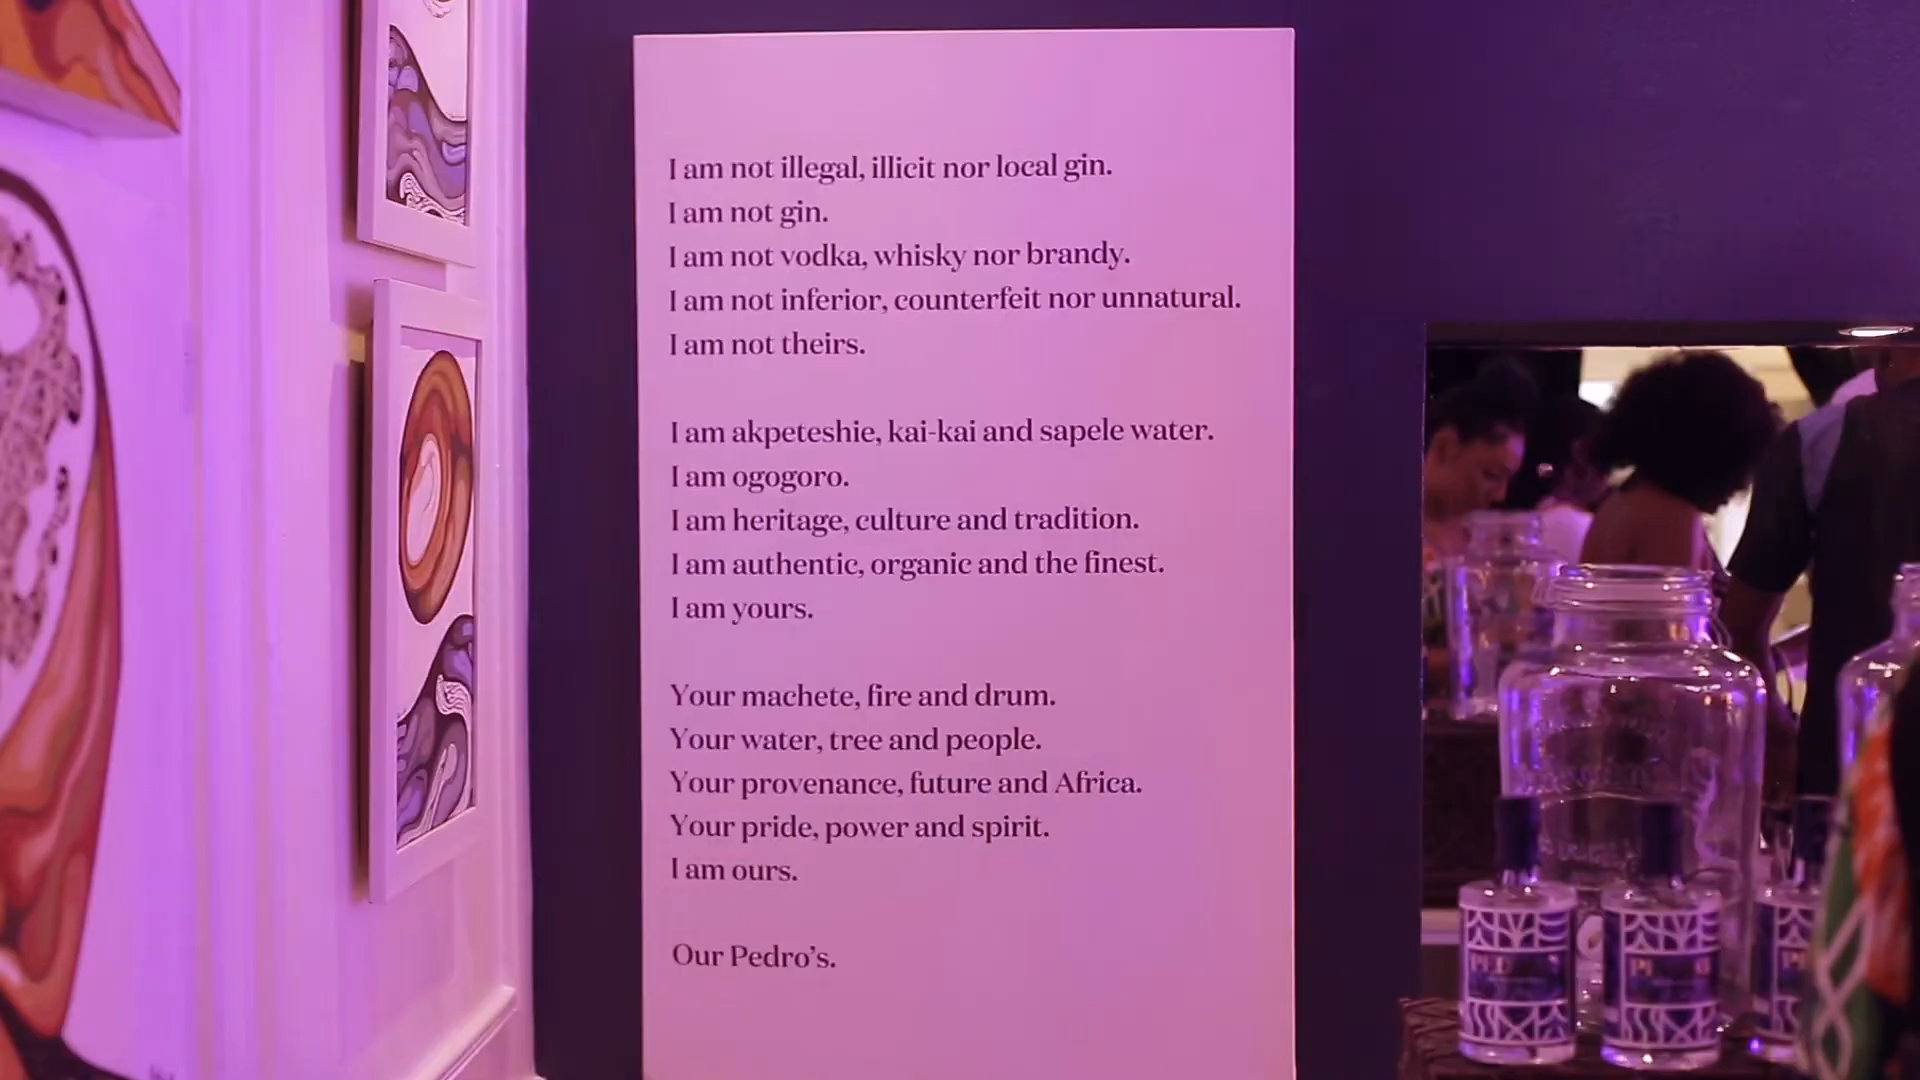 I am not illegal, illicit nor local gin.
I am not gin.
I am not vodka, whisky nor brandy.
I am not inferior, counterfeit nor unnatural.
I am not theirs.
I am akpeteshie, kai-kai and sapele water.
I am ogogoro.
I am heritage, culture and tradition.
I am authentic, organic and the finest.
I am yours.
Your machete, fire and drum.
Your water, tree and people.
Your provenance, future and Africa.
Your pride, power and spirit.
I am ours.
Our Pedro’s.